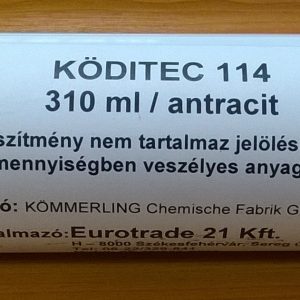 KÖDITEC 114
310 ml / antracit
szítmény nem tartalmaz jelölés
mennyiségben veszélyes anyag
ó: KÖMMERLING Chemische Fabrik G
almazó: Eurotrade 21 Kft.
H – 8000 Székesfehérvár, Sereg